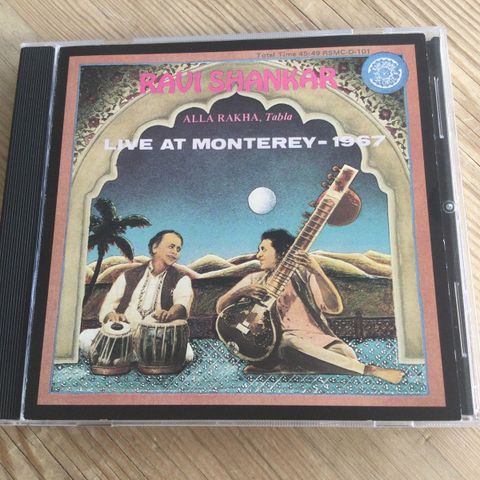 Total Time 45:49 RSMC-D-101
RAVI SHANKAR
ALLA RAKHA, Tabla
LIVE AT MONTEREY-1967